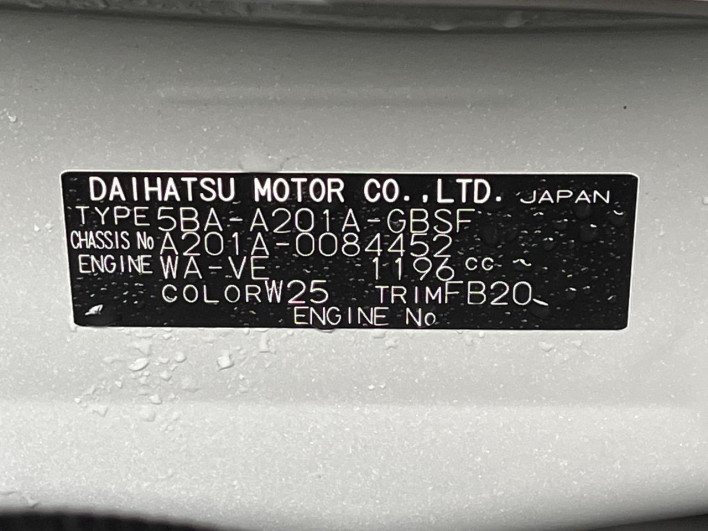 DAIHATSU MOTOR CO.,LTD. JAPAN
TYPE 5BA-A201A-GBSF
CHASSIS No A201A-0084452
ENGINE WA-VE 1196 cc
COLOR W25 TRIM FB20
ENGINE No